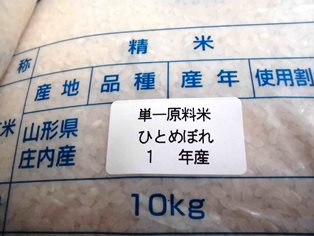 称 精米
産地 品種 産年 使用割
米 山形県 単一原料米
庄内産 ひとめぼれ
1 年産
10kg